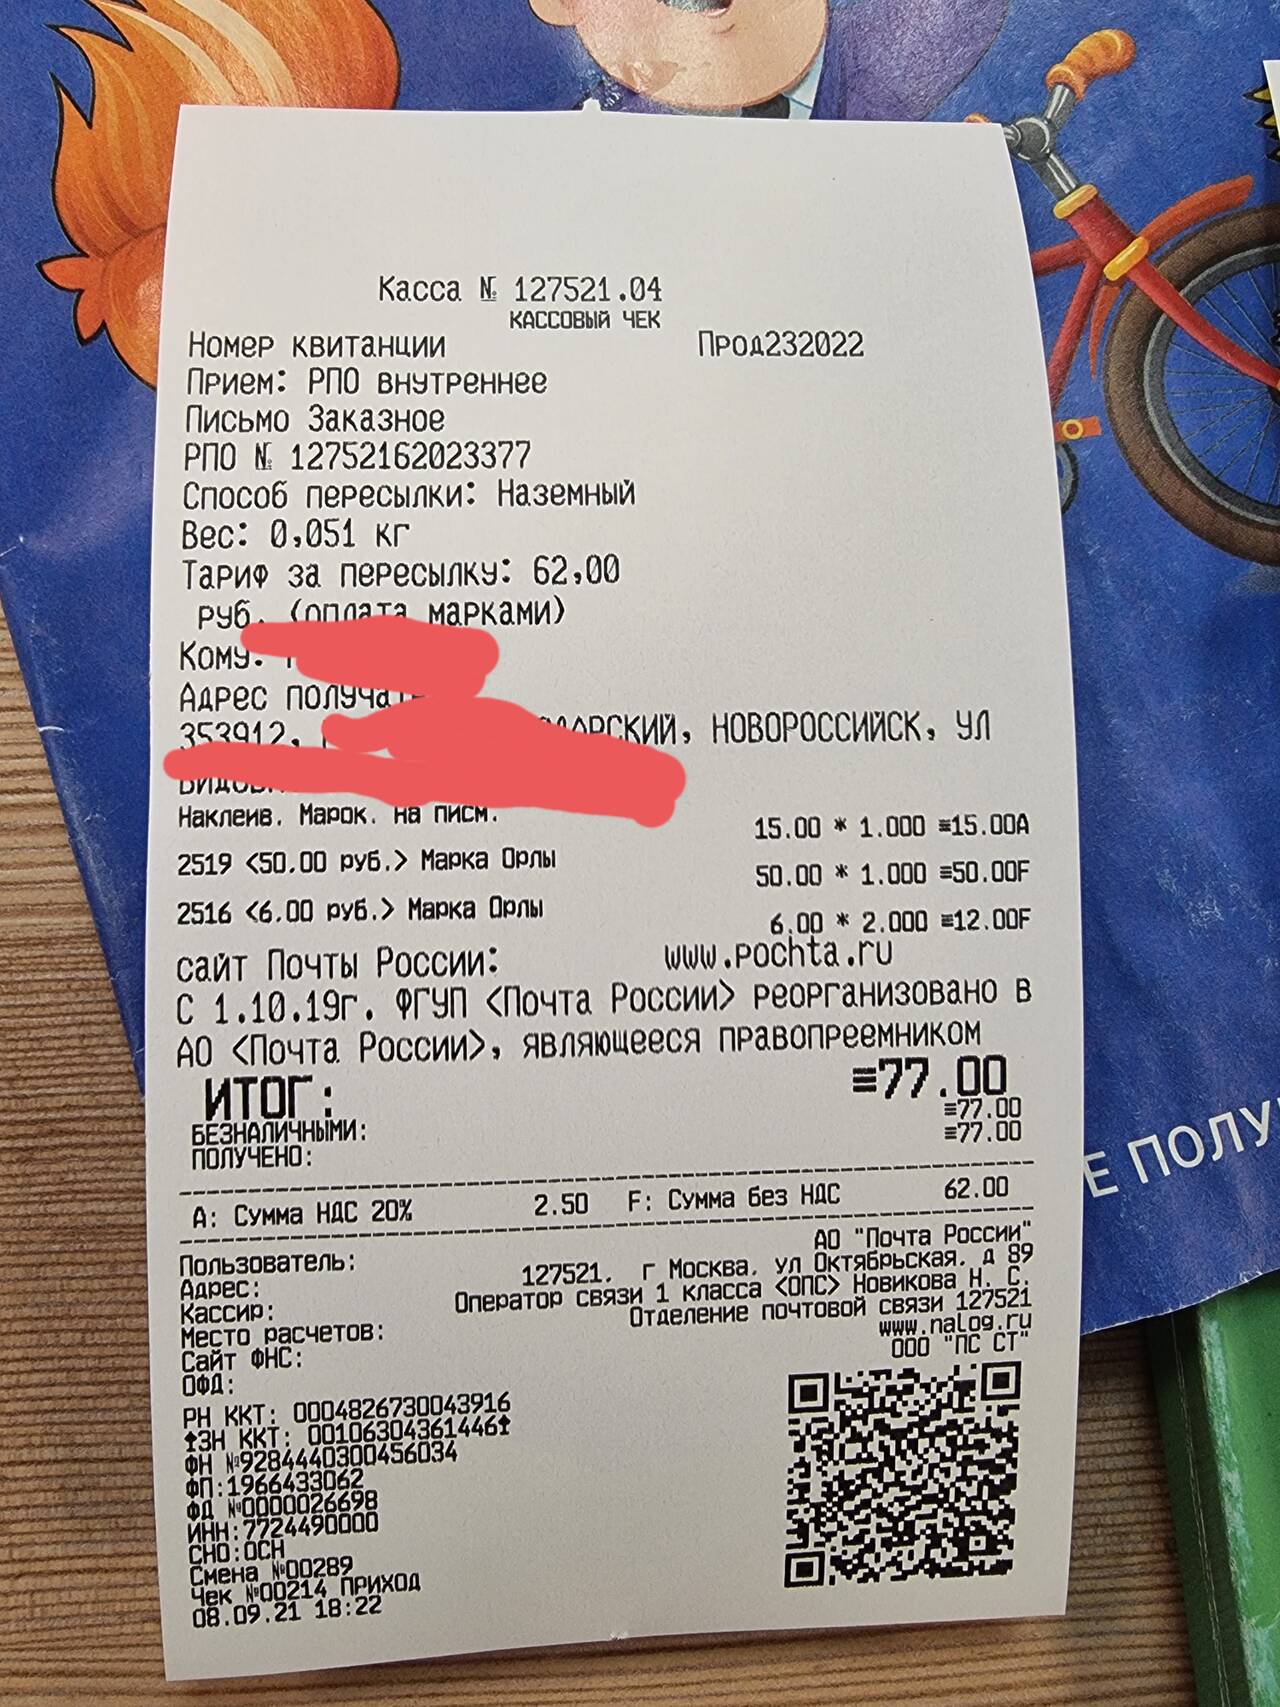 Касса № 127521.04
КАССОВЫЙ ЧЕК
Номер квитанции Прод232022
Прием: РПО внутреннее
Письмо Заказное
РПО № 12752162023377
Способ пересылки: Наземный
Вес: 0,051 кг
Тариф за пересылку: 62,00
руб. (оплата марками)
Кому:
Адрес
353912, НОВОРОССИЙСК, УЛ
Наклеив. Марок. на писм. 15.00 * 1.000 ≡15.00А
2519 <50.00 руб.> Марка Орлы 50.00 * 1.000 ≡50.00F
2516 <6.00 руб.> Марка Орлы 6.00 * 2.000 ≡12.00F
сайт Почты России: www.pochta.ru
С 1.10.19г. ФГУП <Почта России> реорганизовано в
АО <Почта России>, являющееся правопреемником
ИТОГ: ≡77.00
БЕЗНАЛИЧНЫМИ: ≡77.00
ПОЛУЧЕНО: ≡77.00
А: Сумма НДС 20% 2.50 F: Сумма без НДС 62.00
Пользователь: АО "Почта России"
Адрес: 127521, г Москва, ул Октябрьская, д 89
Кассир: Оператор связи 1 класса <ОПС> Новикова Н. С.
Место расчетов: Отделение почтовой связи 127521
Сайт ФНС: www.nalog.ru
ОФД: ООО "ПС СТ"
РН ККТ: 0004826730043916
↑ЗН ККТ: 00106304361446↑
ФН №9284440300456034
ФП:1966433062
ФД №0000026698
ИНН:7724490000
СНО:ОСН
Смена №00289
Чек №00214 ПРИХОД
08.09.21 18:22
Е ПОЛУ